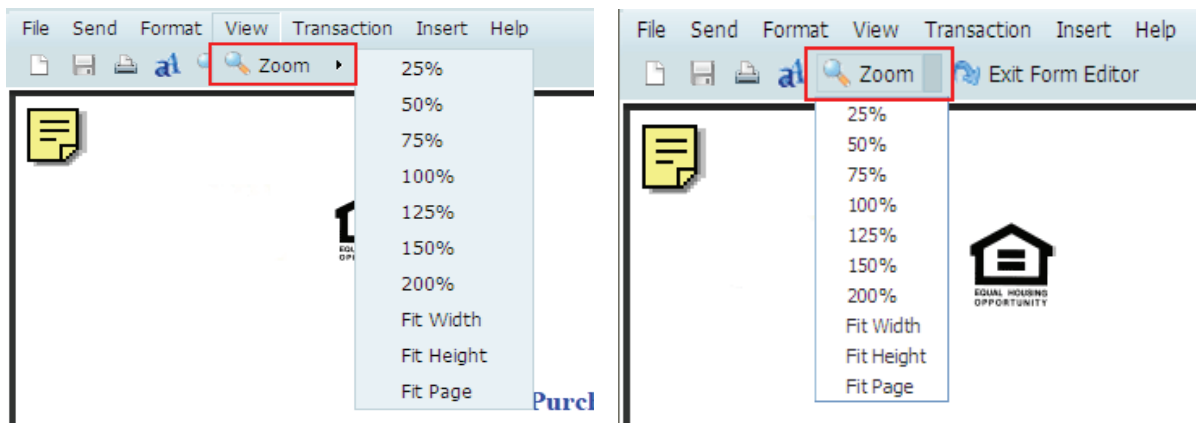 File Send Format View Transaction Insert Help
a Zoom
25%
50%
75%
100%
125%
150%
200%
Fit Width
Fit Height
Fit Page
File Send Format View Transaction Insert Help
a Zoom Exit Form Editor
25%
50%
75%
100%
125%
150%
200%
Fit Width
Fit Height
Fit Page
EQUAL HOUSING
OPPORTUNITY